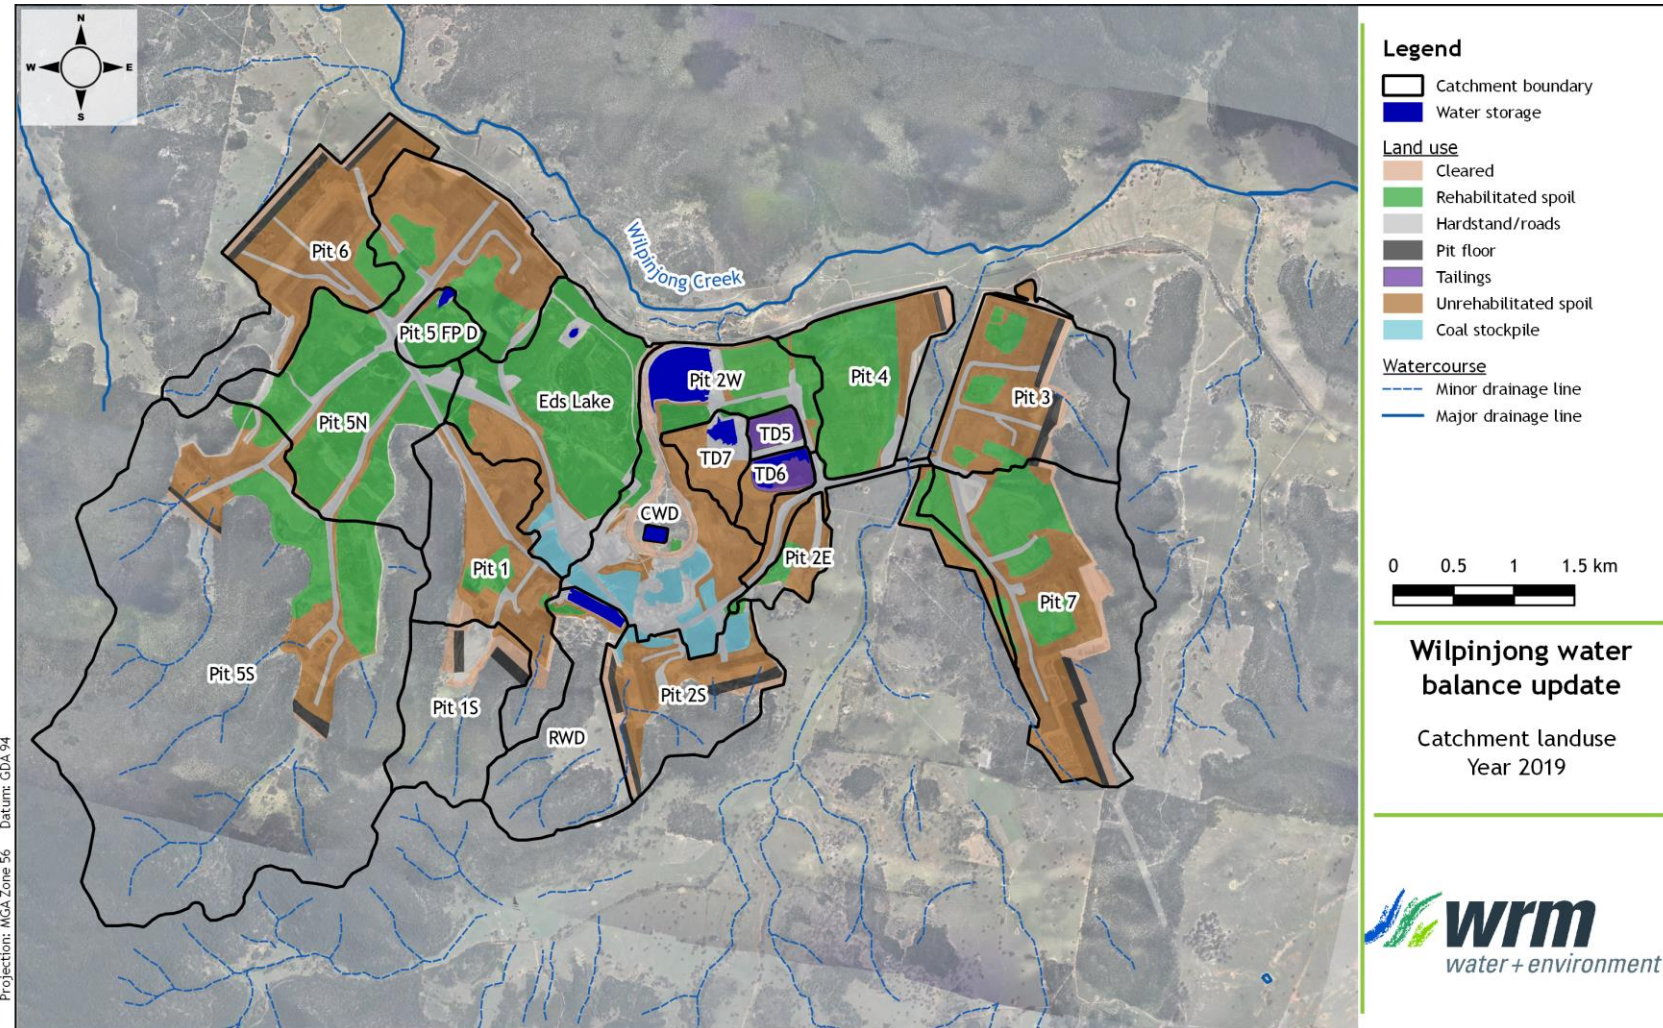 N
W E
S
Wilpinjong Creek
Pit 6
Pit 5 FP D
Pit 5N
Eds Lake
Pit 2W
Pit 4
Pit 3
TD5
TD7
TD6
CWD
Pit 2E
Pit 1
Pit 7
Pit 5S
Pit 1S
Pit 2S
RWD
Projection: MGA Zone 56 Datum: GDA 94
Legend
Catchment boundary
Water storage
Land use
Cleared
Rehabilitated spoil
Hardstand/roads
Pit floor
Tailings
Unrehabilitated spoil
Coal stockpile
Watercourse
Minor drainage line
Major drainage line
0 0.5 1 1.5 km
Wilpinjong water
balance update
Catchment landuse
Year 2019
wrm
water + environment